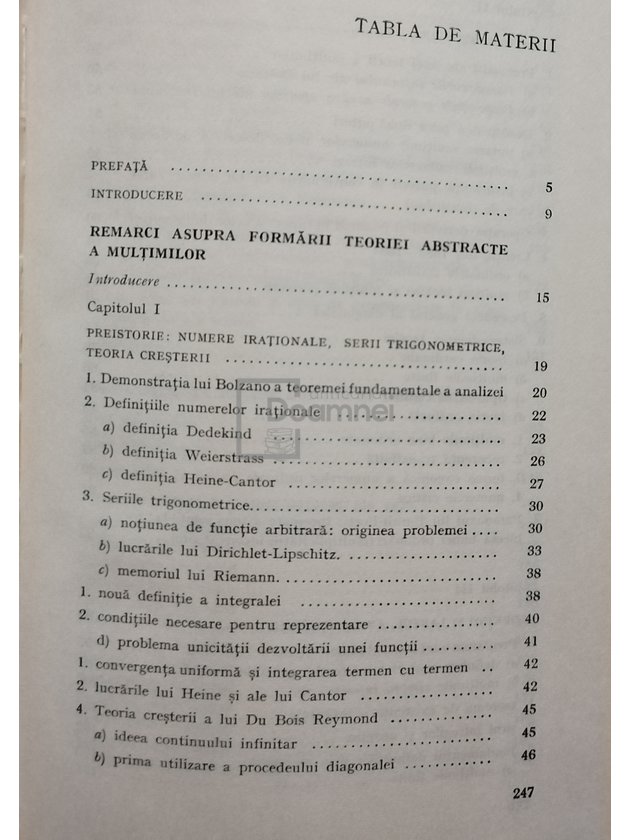 TABLA DE MATERII
PREFAȚĂ ........ 5
INTRODUCERE ........ 9
REMARCI ASUPRA FORMĂRII TEORIEI ABSTRACTE
A MULȚIMILOR
Introducere ........ 15
Capitolul I
PREISTORIE: NUMERE IRAȚIONALE, SERII TRIGONOMETRICE,
TEORIA CREȘTERII ........ 19
1. Demonstrația lui Bolzano a teoremei fundamentale a analizei 20
2. Definițiile numerelor iraționale ........ 22
a) definiția Dedekind ........ 23
b) definiția Weierstrass ........ 26
c) definiția Heine-Cantor ........ 27
3. Seriile trigonometrice ........ 30
a) noțiunea de funcție arbitrară: originea problemei .... 30
b) lucrările lui Dirichlet-Lipschitz. ........ 33
c) memoriul lui Riemann. ........ 38
1. nouă definiție a integralei ........ 38
2. condițiile necesare pentru reprezentare ........ 40
d) problema unicității dezvoltării unei funcții ........ 41
1. convergența uniformă și integrarea termen cu termen .. 42
2. lucrările lui Heine și ale lui Cantor ........ 42
4. Teoria creșterii a lui Du Bois Reymond ........ 45
a) ideea continuului infinitar ........ 45
b) prima utilizare a procedeului diagonalei ........ 46
247
anticariat
Doamnei